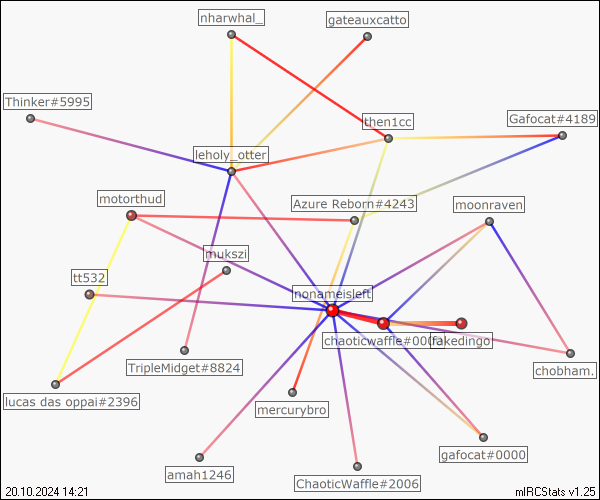 nharwhal_
gateauxcatto
Thinker#5995
then1cc
Gafocat#4189
leholy_otter
motorthud
Azure Reborn#4243
moonraven
mukszi
tt532
nonameisleft
chaoticwaffle#000
fakedingo
TripleMidget#8824
chobham.
lucas das oppai#2396
mercurybro
gafocat#0000
amah1246
ChaoticWaffle#2006
20.10.2024 14:21
mIRCStats v1.25